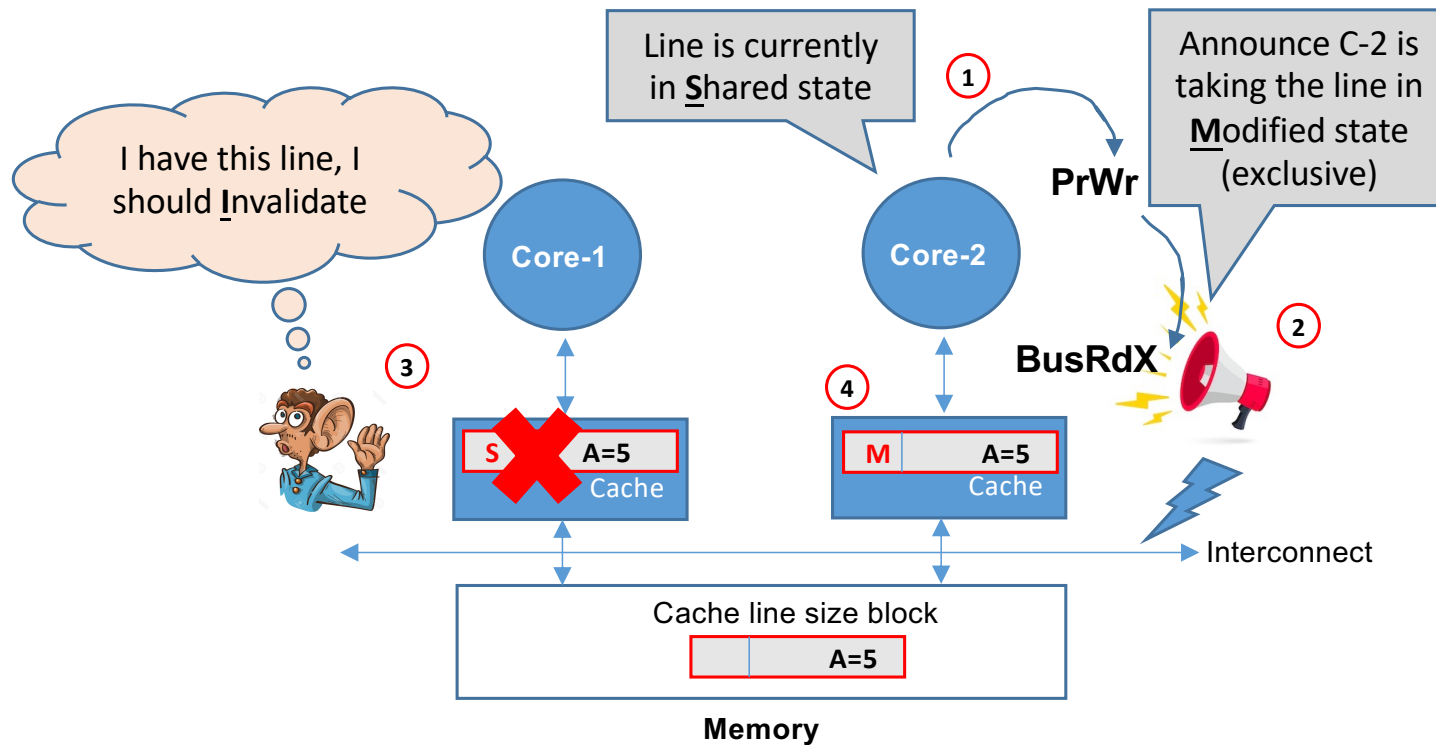 Line is currently
in Shared state
1
Announce C-2 is
taking the line in
Modified state
(exclusive)
I have this line, I
should Invalidate
PrWr
Core-1
Core-2
BusRdX
2
3
4
S
A=5
Cache
M
A=5
Cache
Interconnect
Cache line size block
A=5
Memory